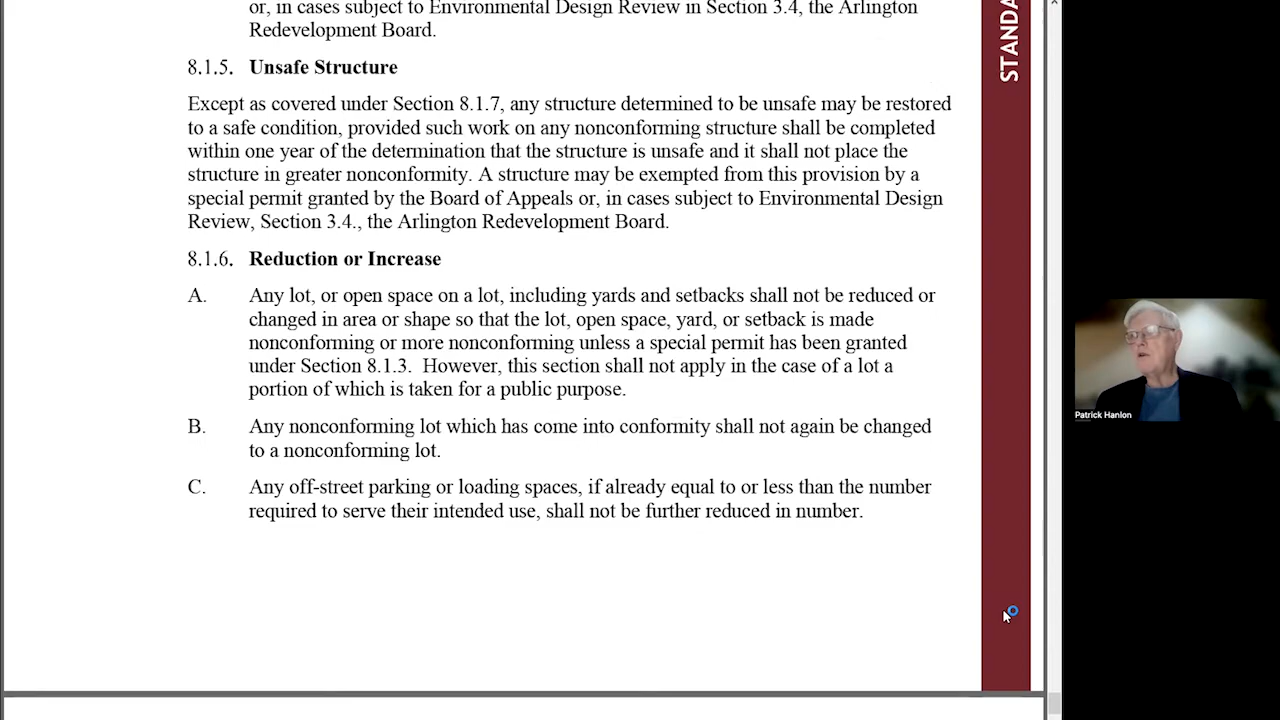 or, in cases subject to Environmental Design Review in Section 3.4, the Arlington
Redevelopment Board.
8.1.5. Unsafe Structure
Except as covered under Section 8.1.7, any structure determined to be unsafe may be restored
to a safe condition, provided such work on any nonconforming structure shall be completed
within one year of the determination that the structure is unsafe and it shall not place the
structure in greater nonconformity. A structure may be exempted from this provision by a
special permit granted by the Board of Appeals or, in cases subject to Environmental Design
Review, Section 3.4., the Arlington Redevelopment Board.
8.1.6. Reduction or Increase
A. Any lot, or open space on a lot, including yards and setbacks shall not be reduced or
changed in area or shape so that the lot, open space, yard, or setback is made
nonconforming or more nonconforming unless a special permit has been granted
under Section 8.1.3. However, this section shall not apply in the case of a lot a
portion of which is taken for a public purpose.
B. Any nonconforming lot which has come into conformity shall not again be changed
to a nonconforming lot.
C. Any off-street parking or loading spaces, if already equal to or less than the number
required to serve their intended use, shall not be further reduced in number.
STANDA
Patrick Hanlon